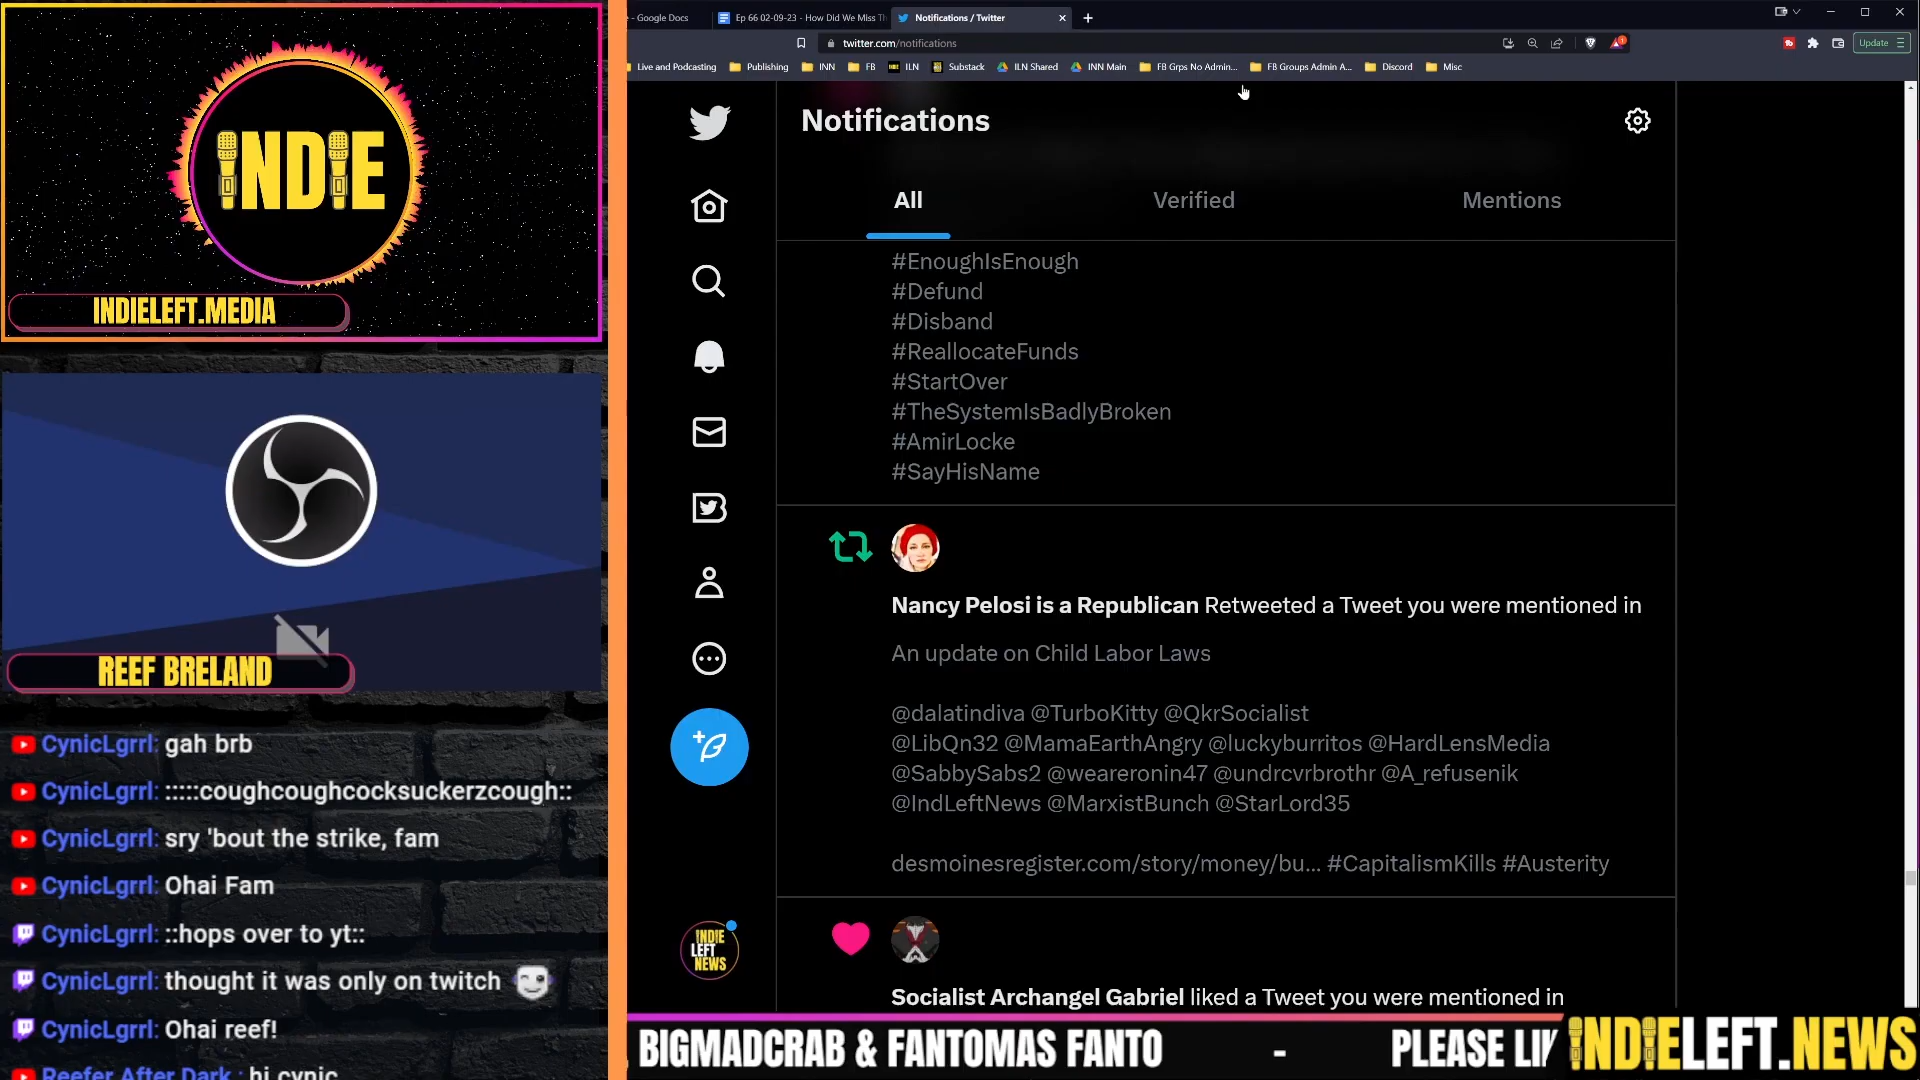 INDIE
INDIELEFT.MEDIA
REEF BRELAND
CynicLgrrl: gah brb
CynicLgrrl: :::::coughcoughcocksuckerzcough::
CynicLgrrl: sry 'bout the strike, fam
CynicLgrrl: Ohai Fam
CynicLgrrl: ::hops over to yt::
CynicLgrrl: thought it was only on twitch
CynicLgrrl: Ohai reef!
Reefer After Dark : hi cynic
- Google Docs
Ep 66 02-09-23 - How Did We Miss Th
Notifications / Twitter
twitter.com/notifications
Update
Live and Podcasting
Publishing
INN
FB
ILN
Substack
ILN Shared
INN Main
FB Grps No Admin...
FB Groups Admin A...
Discord
Misc
Notifications
All
Verified
Mentions
#EnoughIsEnough
#Defund
#Disband
#ReallocateFunds
#StartOver
#TheSystemIsBadlyBroken
#AmirLocke
#SayHisName
Nancy Pelosi is a Republican Retweeted a Tweet you were mentioned in
An update on Child Labor Laws
@dalatindiva @TurboKitty @QkrSocialist
@LibQn32 @MamaEarthAngry @luckyburritos @HardLensMedia
@SabbySabs2 @weareronin47 @undrcvrbrothr @A_refusenik
@IndLeftNews @MarxistBunch @StarLord35
desmoinesregister.com/story/money/bu... #CapitalismKills #Austerity
Socialist Archangel Gabriel liked a Tweet you were mentioned in
INDIE
LEFT
NEWS
BIGMADCRAB & FANTOMAS FANTO - PLEASE LI
INDIELEFT.NEWS